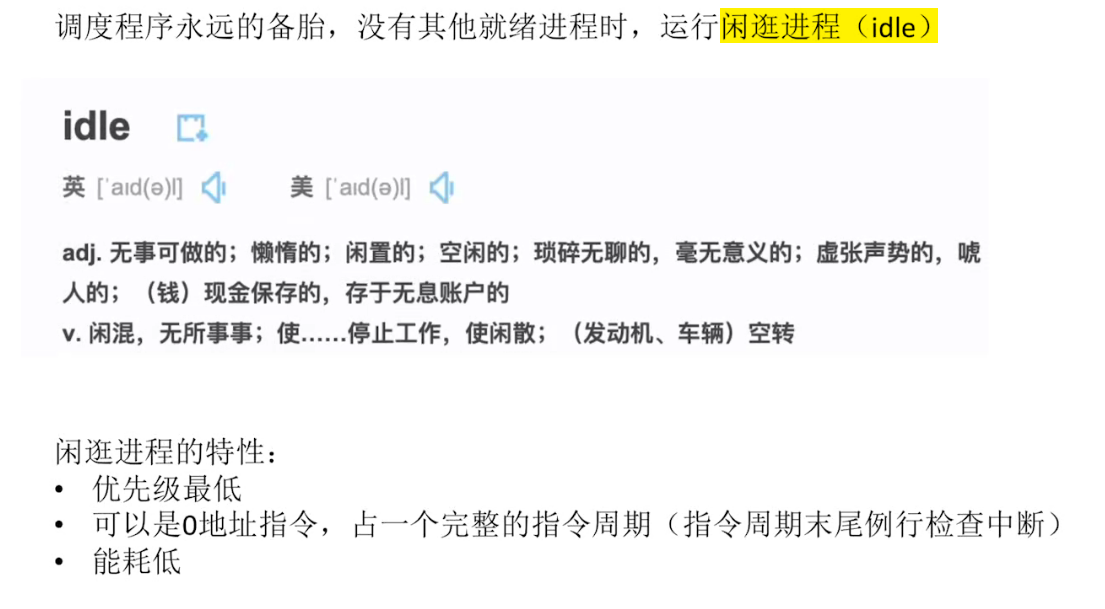 调度程序永远的备胎，没有其他就绪进程时，运行闲逛进程（idle）
idle
英 [ˈaɪd(ə)l] 美 [ˈaɪd(ə)l]
adj. 无事可做的；懒惰的；闲置的；空闲的；琐碎无聊的，毫无意义的；虚张声势的，唬
人的；（钱）现金保存的，存于无息账户的
v. 闲混，无所事事；使……停止工作，使闲散；（发动机、车辆）空转
闲逛进程的特性：
• 优先级最低
• 可以是0地址指令，占一个完整的指令周期（指令周期末尾例行检查中断）
• 能耗低